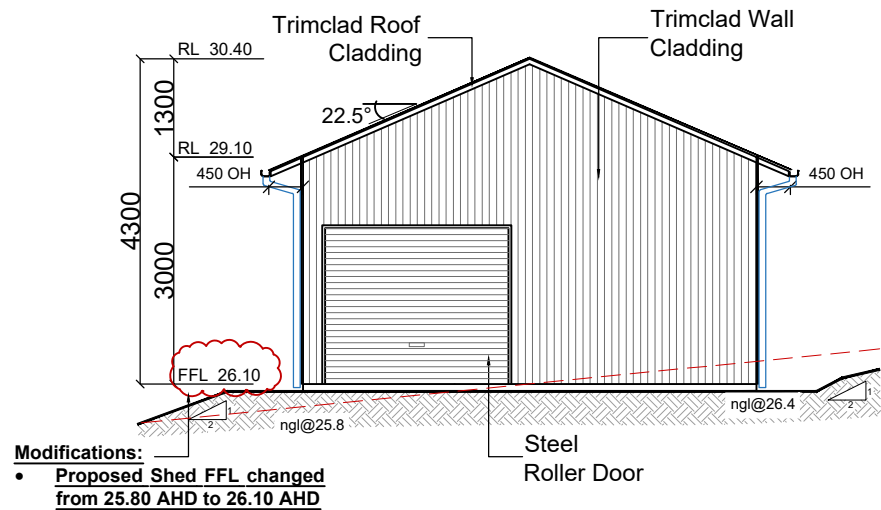 Trimclad Roof
Cladding
Trimclad Wall
Cladding
RL 30.40
1300
22.5°
RL 29.10
450 OH
450 OH
4300
3000
FFL 26.10
1
2
ngl@25.8
ngl@26.4
1
2
Modifications:
• Proposed Shed FFL changed
from 25.80 AHD to 26.10 AHD
Steel
Roller Door